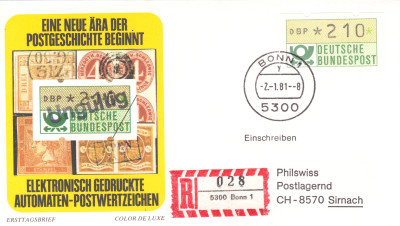 EINE NEUE ÄRA DER
POSTGESCHICHTE BEGINNT
DBP
Ungültig
DEUTSCHE
BUNDESPOST
ELEKTRONISCH GEDRUCKTE
AUTOMATEN-POSTWERTZEICHEN
ERSTTAGSBRIEF COLOR DE LUXE
DBP * 210 *
DEUTSCHE
BUNDESPOST
BONN 1
-2.-1.81.-8
5300
Einschreiben
R
028
5300 Bonn 1
Philswiss
Postlagernd
CH-8570 Sirnach